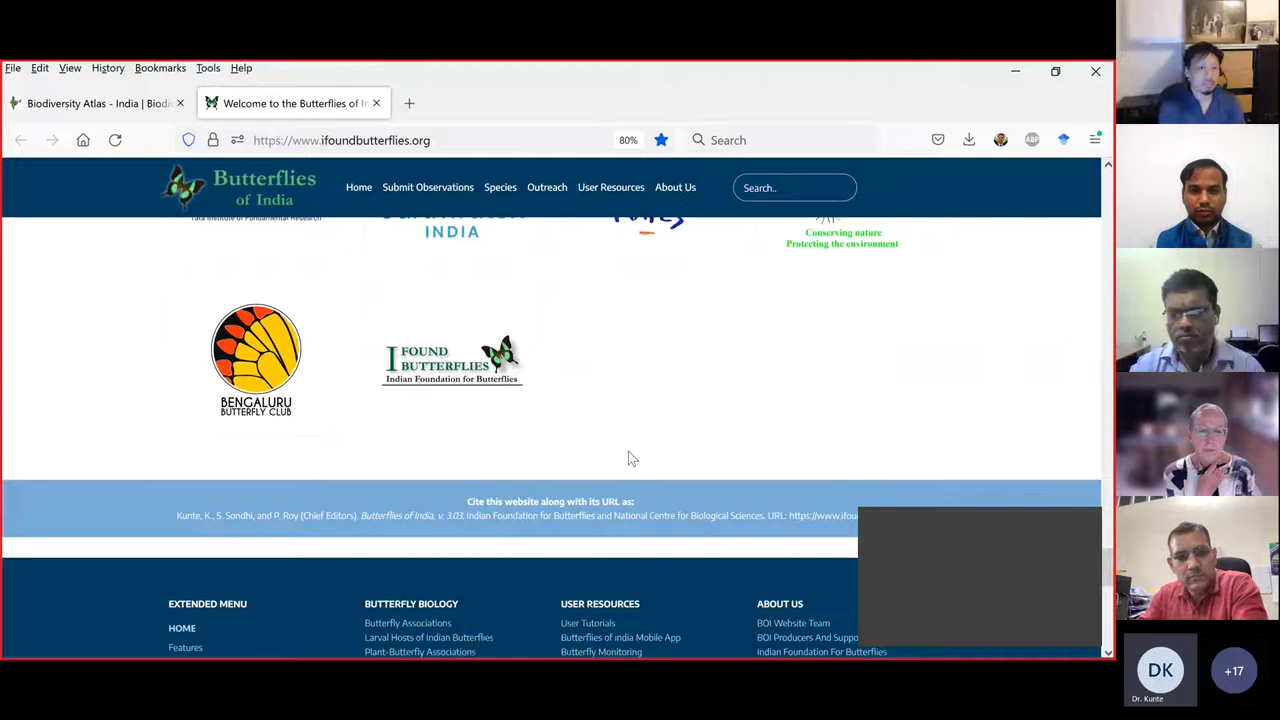 File Edit View History Bookmarks Tools Help
Biodiversity Atlas - India | Biodi
Welcome to the Butterflies of In
https://www.ifoundbutterflies.org
80%
Search
ABP
Butterflies
of India
Home Submit Observations Species Outreach User Resources About Us
Search..
Tata Institute of Fundamental Research
INDIA
Conserving nature
Protecting the environment
BENGALURU
BUTTERFLY CLUB
I FOUND
BUTTERFLIES
Indian Foundation for Butterflies
Cite this website along with its URL as:
Kunte, K., S. Sondhi, and P. Roy (Chief Editors). Butterflies of India, v. 3.03. Indian Foundation for Butterflies and National Centre for Biological Sciences. URL: https://www.ifou
EXTENDED MENU
HOME
Features
BUTTERFLY BIOLOGY
Butterfly Associations
Larval Hosts of Indian Butterflies
Plant-Butterfly Associations
USER RESOURCES
User Tutorials
Butterflies of India Mobile App
Butterfly Monitoring
ABOUT US
BOI Website Team
BOI Producers And Suppo
Indian Foundation For Butterflies
DK
Dr. Kunte
+17